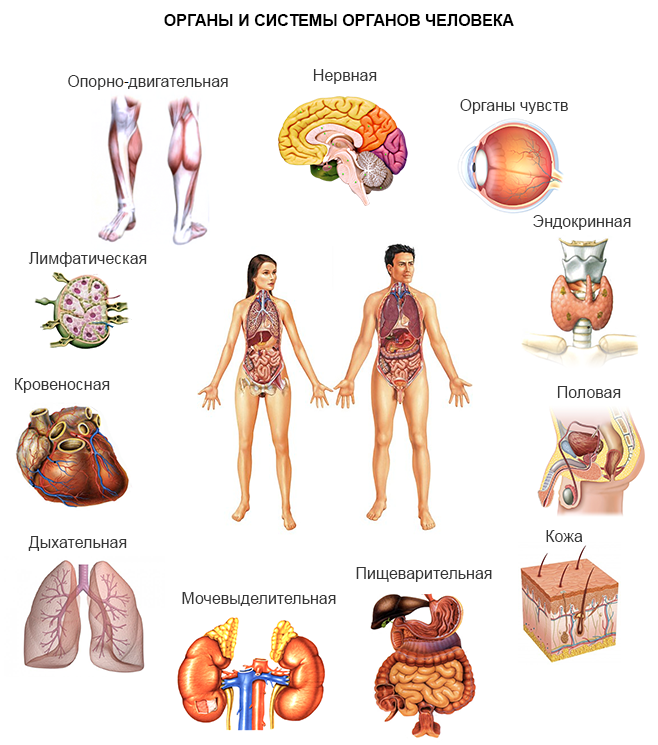 ОРГАНЫ И СИСТЕМЫ ОРГАНОВ ЧЕЛОВЕКА
Опорно-двигательная
Нервная
Органы чувств
Эндокринная
Лимфатическая
Кровеносная
Половая
Дыхательная
Кожа
Мочевыделительная
Пищеварительная